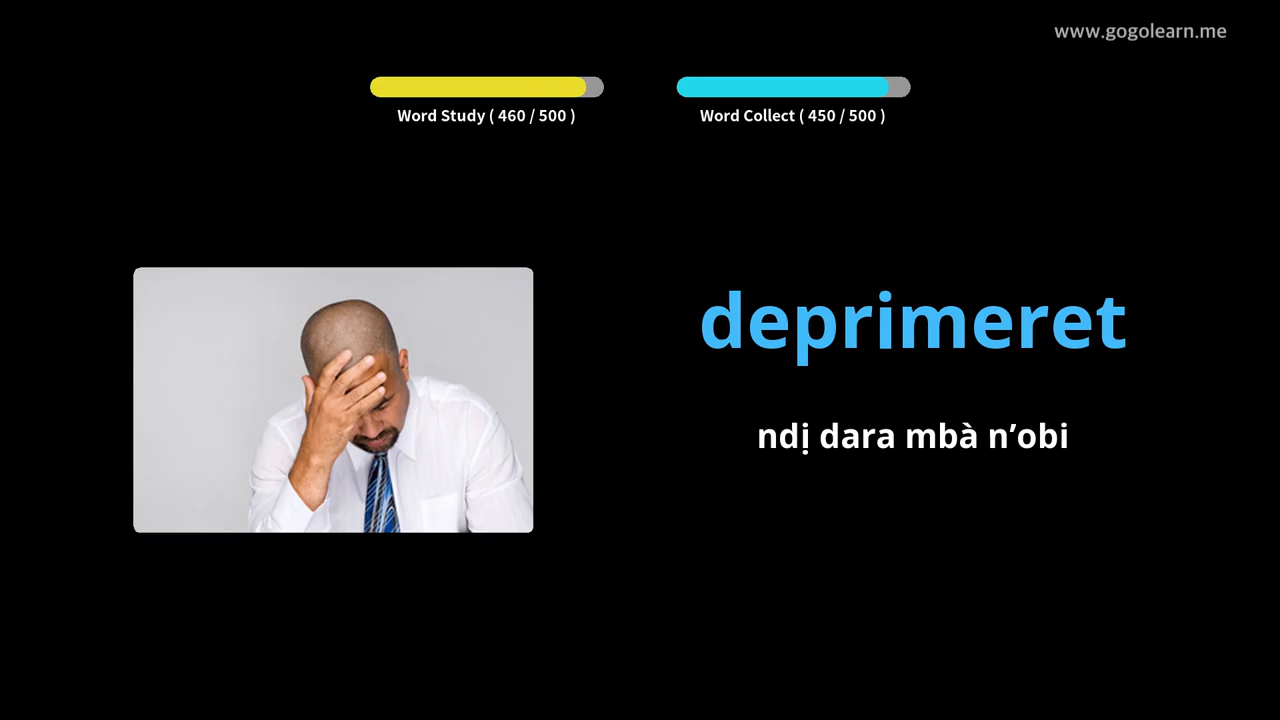 www.gogolearn.me
Word Study ( 460 / 500 )
Word Collect ( 450 / 500 )
deprimeret
ndị dara mbà n’obi